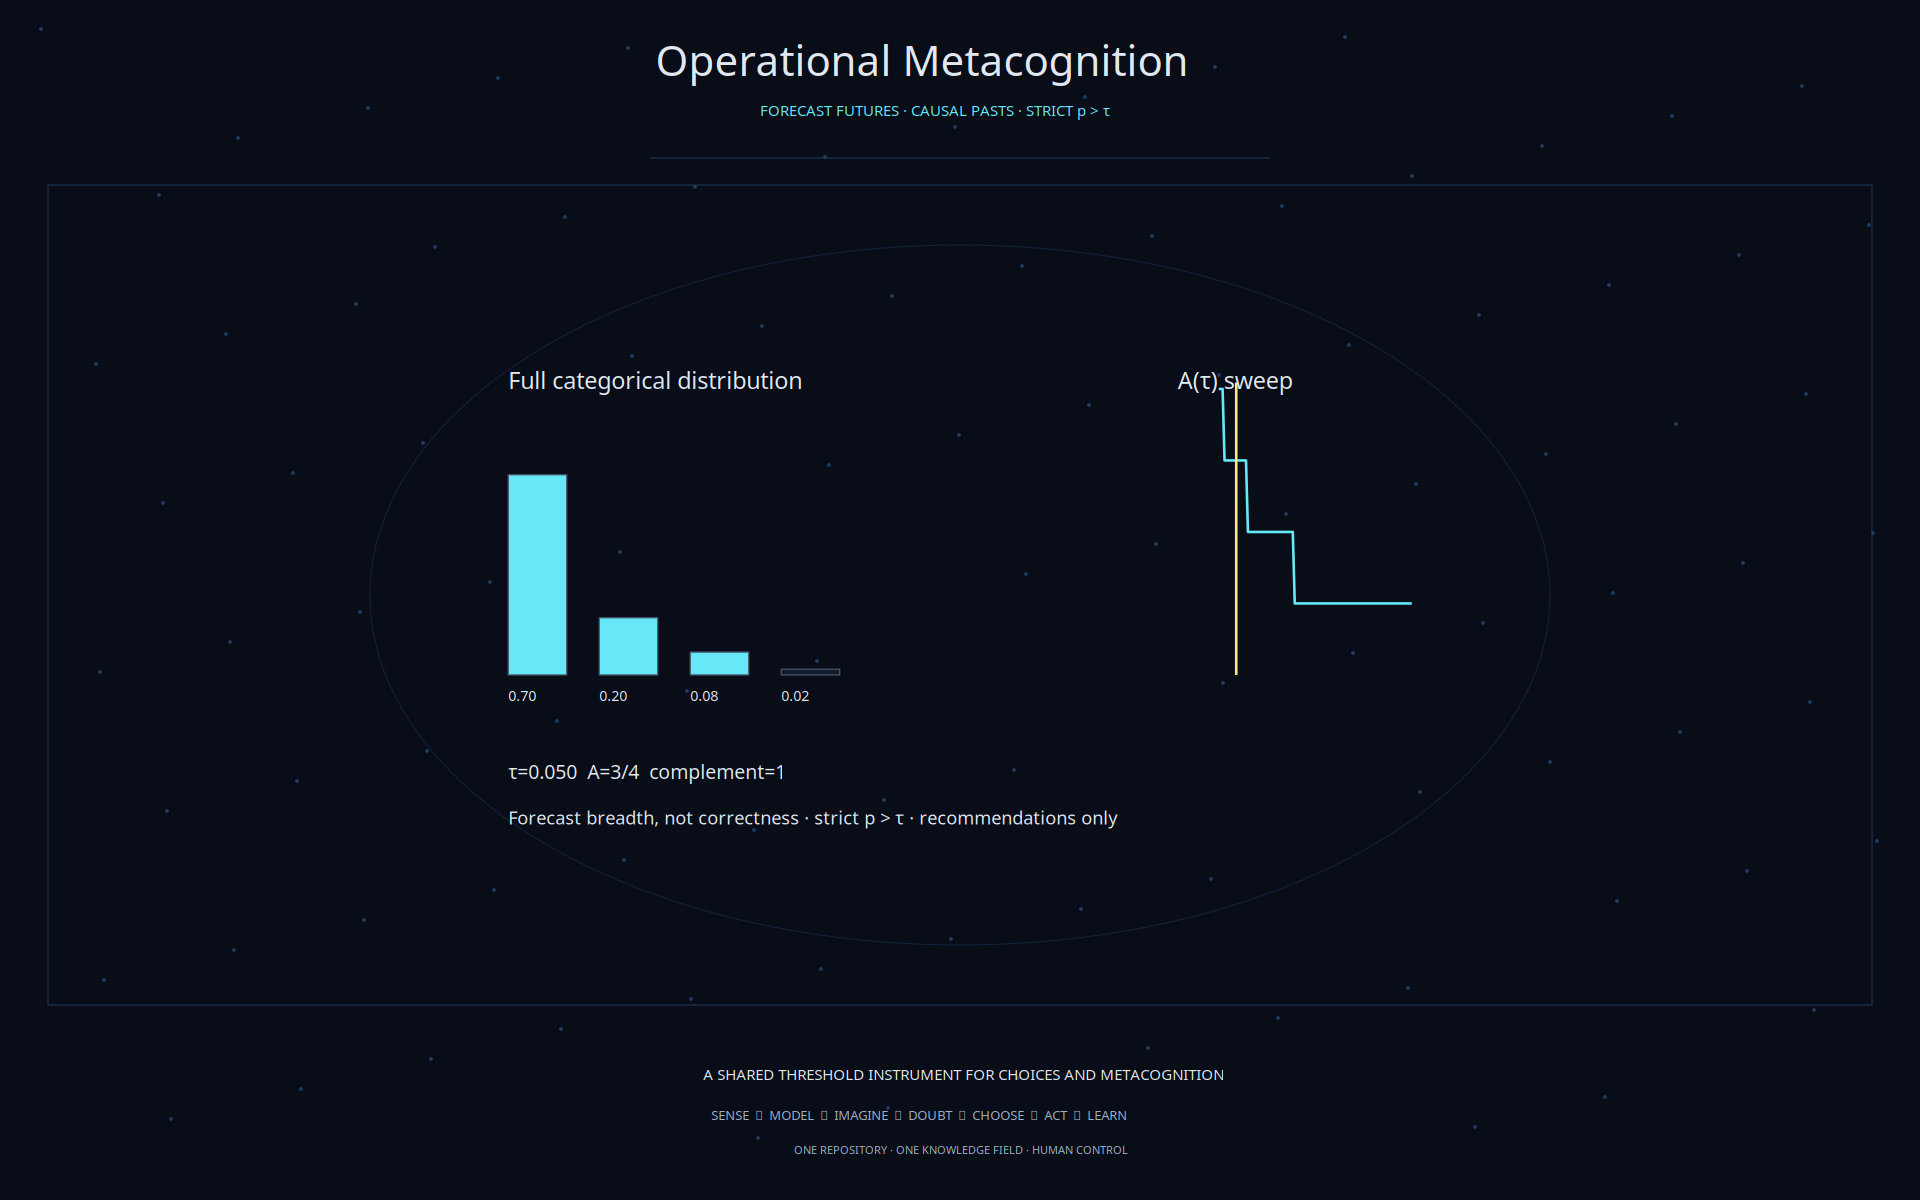 Operational Metacognition
FORECAST FUTURES · CAUSAL PASTS · STRICT p > τ
Full categorical distribution
A(τ) sweep
0.70 0.20 0.08 0.02
τ=0.050 A=3/4 complement=1
Forecast breadth, not correctness · strict p > τ · recommendations only
A SHARED THRESHOLD INSTRUMENT FOR CHOICES AND METACOGNITION
SENSE ▯ MODEL ▯ IMAGINE ▯ DOUBT ▯ CHOOSE ▯ ACT ▯ LEARN
ONE REPOSITORY · ONE KNOWLEDGE FIELD · HUMAN CONTROL